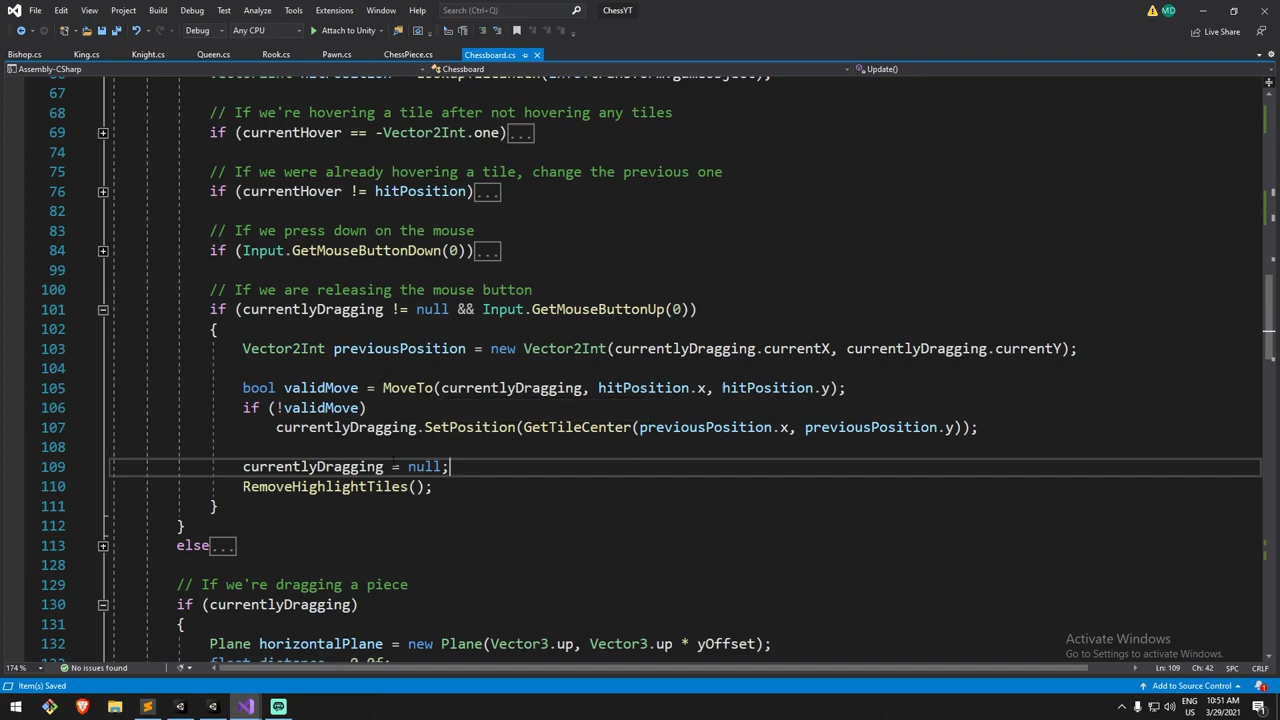 File Edit View Project Build Debug Test Analyze Tools Extensions Window Help Search (Ctrl+Q) ChessYT MD
Debug Any CPU Attach to Unity Live Share
Bishop.cs King.cs Knight.cs Queen.cs Rook.cs Pawn.cs ChessPiece.cs Chessboard.cs
Assembly-CSharp Chessboard Update()
67
68 // If we're hovering a tile after not hovering any tiles
69 if (currentHover == -Vector2Int.one)...
74
75 // If we were already hovering a tile, change the previous one
76 if (currentHover != hitPosition)...
82
83 // If we press down on the mouse
84 if (Input.GetMouseButtonDown(0))...
99
100 // If we are releasing the mouse button
101 if (currentlyDragging != null && Input.GetMouseButtonUp(0))
102 {
103 Vector2Int previousPosition = new Vector2Int(currentlyDragging.currentX, currentlyDragging.currentY);
104
105 bool validMove = MoveTo(currentlyDragging, hitPosition.x, hitPosition.y);
106 if (!validMove)
107 currentlyDragging.SetPosition(GetTileCenter(previousPosition.x, previousPosition.y));
108
109 currentlyDragging = null;
110 RemoveHighlightTiles();
111 }
112 }
113 else...
128
129 // If we're dragging a piece
130 if (currentlyDragging)
131 {
132 Plane horizontalPlane = new Plane(Vector3.up, Vector3.up * yOffset);
Activate Windows
Go to Settings to activate Windows.
174 % No issues found Ln: 109 Ch: 42 SPC CRLF
Item(s) Saved Add to Source Control 1
ENG 10:51 AM
US 3/29/2021